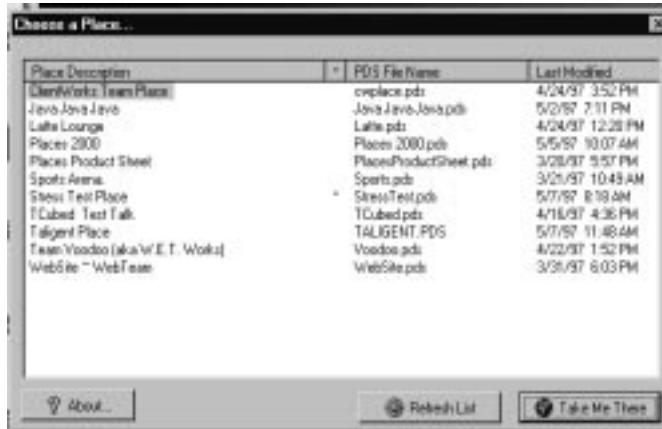 Choose a Place...
Place Description * PDS File Name Last Modified
ClientWorks Team Place cwplace.pds 4/24/97 3:52 PM
Java Java Java Java-Java-Java.pds 5/2/97 7:11 PM
Latte Lounge Latte.pds 4/24/97 12:20 PM
Places 2000 Places 2000.pds 5/5/97 10:07 AM
Places Product Sheet PlacesProductSheet.pds 3/20/97 5:57 PM
Sports Arena Sports.pds 3/21/97 10:49 AM
Stress Test Place * StressTest.pds 5/7/97 8:18 AM
TCubed Test Talk TCubed.pds 4/16/97 4:36 PM
Taligent Place TALIGENT.PDS 5/7/97 11:48 AM
Team Voodoo (aka W.E.T. Works) Voodoo.pds 4/22/97 1:52 PM
WebSite ~ WebTeam WebSite.pds 3/31/97 6:03 PM
About... Refresh List Take Me There